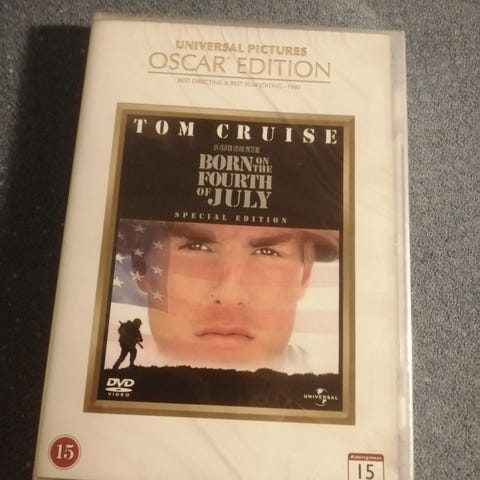 UNIVERSAL PICTURES
OSCAR® EDITION
BEST DIRECTING & BEST FILM EDITING • 1989
TOM CRUISE
AN OLIVER STONE PICTURE
BORN ON THE
FOURTH
OF JULY
SPECIAL EDITION
DVD
VIDEO
UNIVERSAL
15
Aldersgrense
15